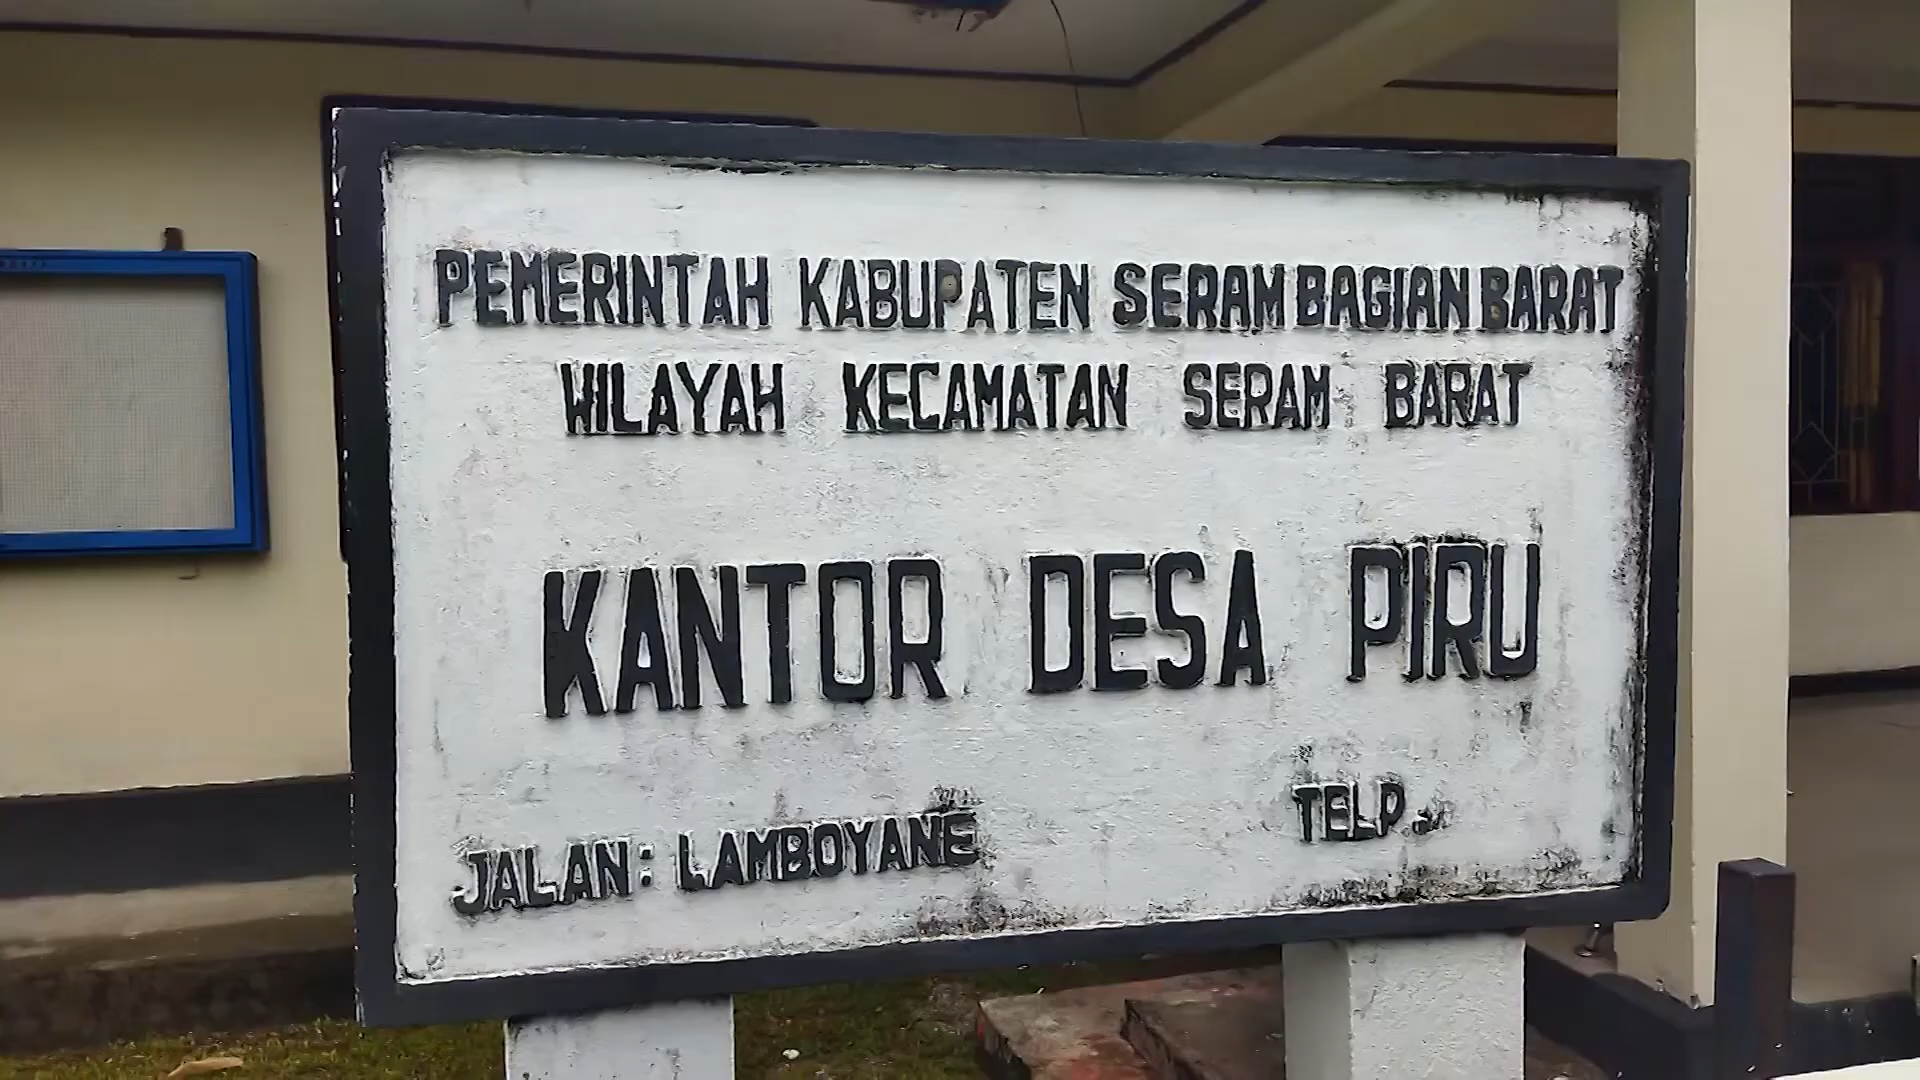 PEMERINTAH KABUPATEN SERAM BAGIAN BARAT
WILAYAH KECAMATAN SERAM BARAT
KANTOR DESA PIRU
JALAN: LAMBOYANE TELP.